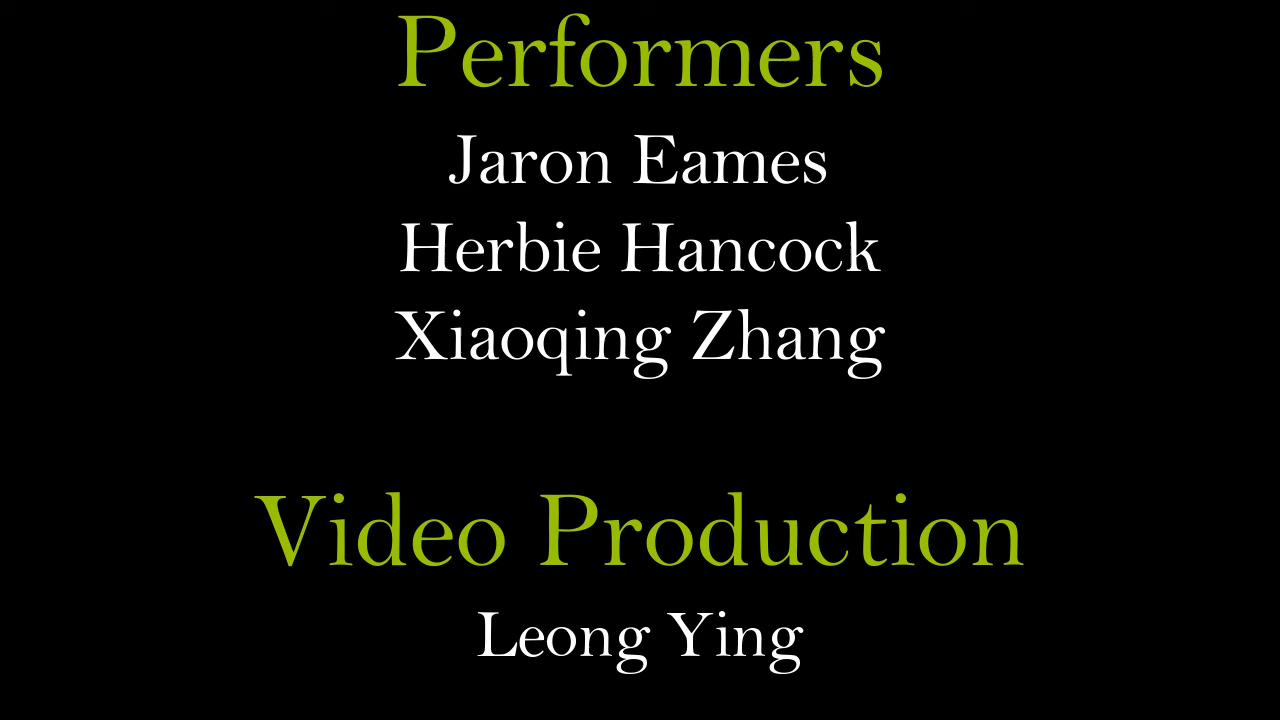 Performers
Jaron Eames
Herbie Hancock
Xiaoqing Zhang
Video Production
Leong Ying